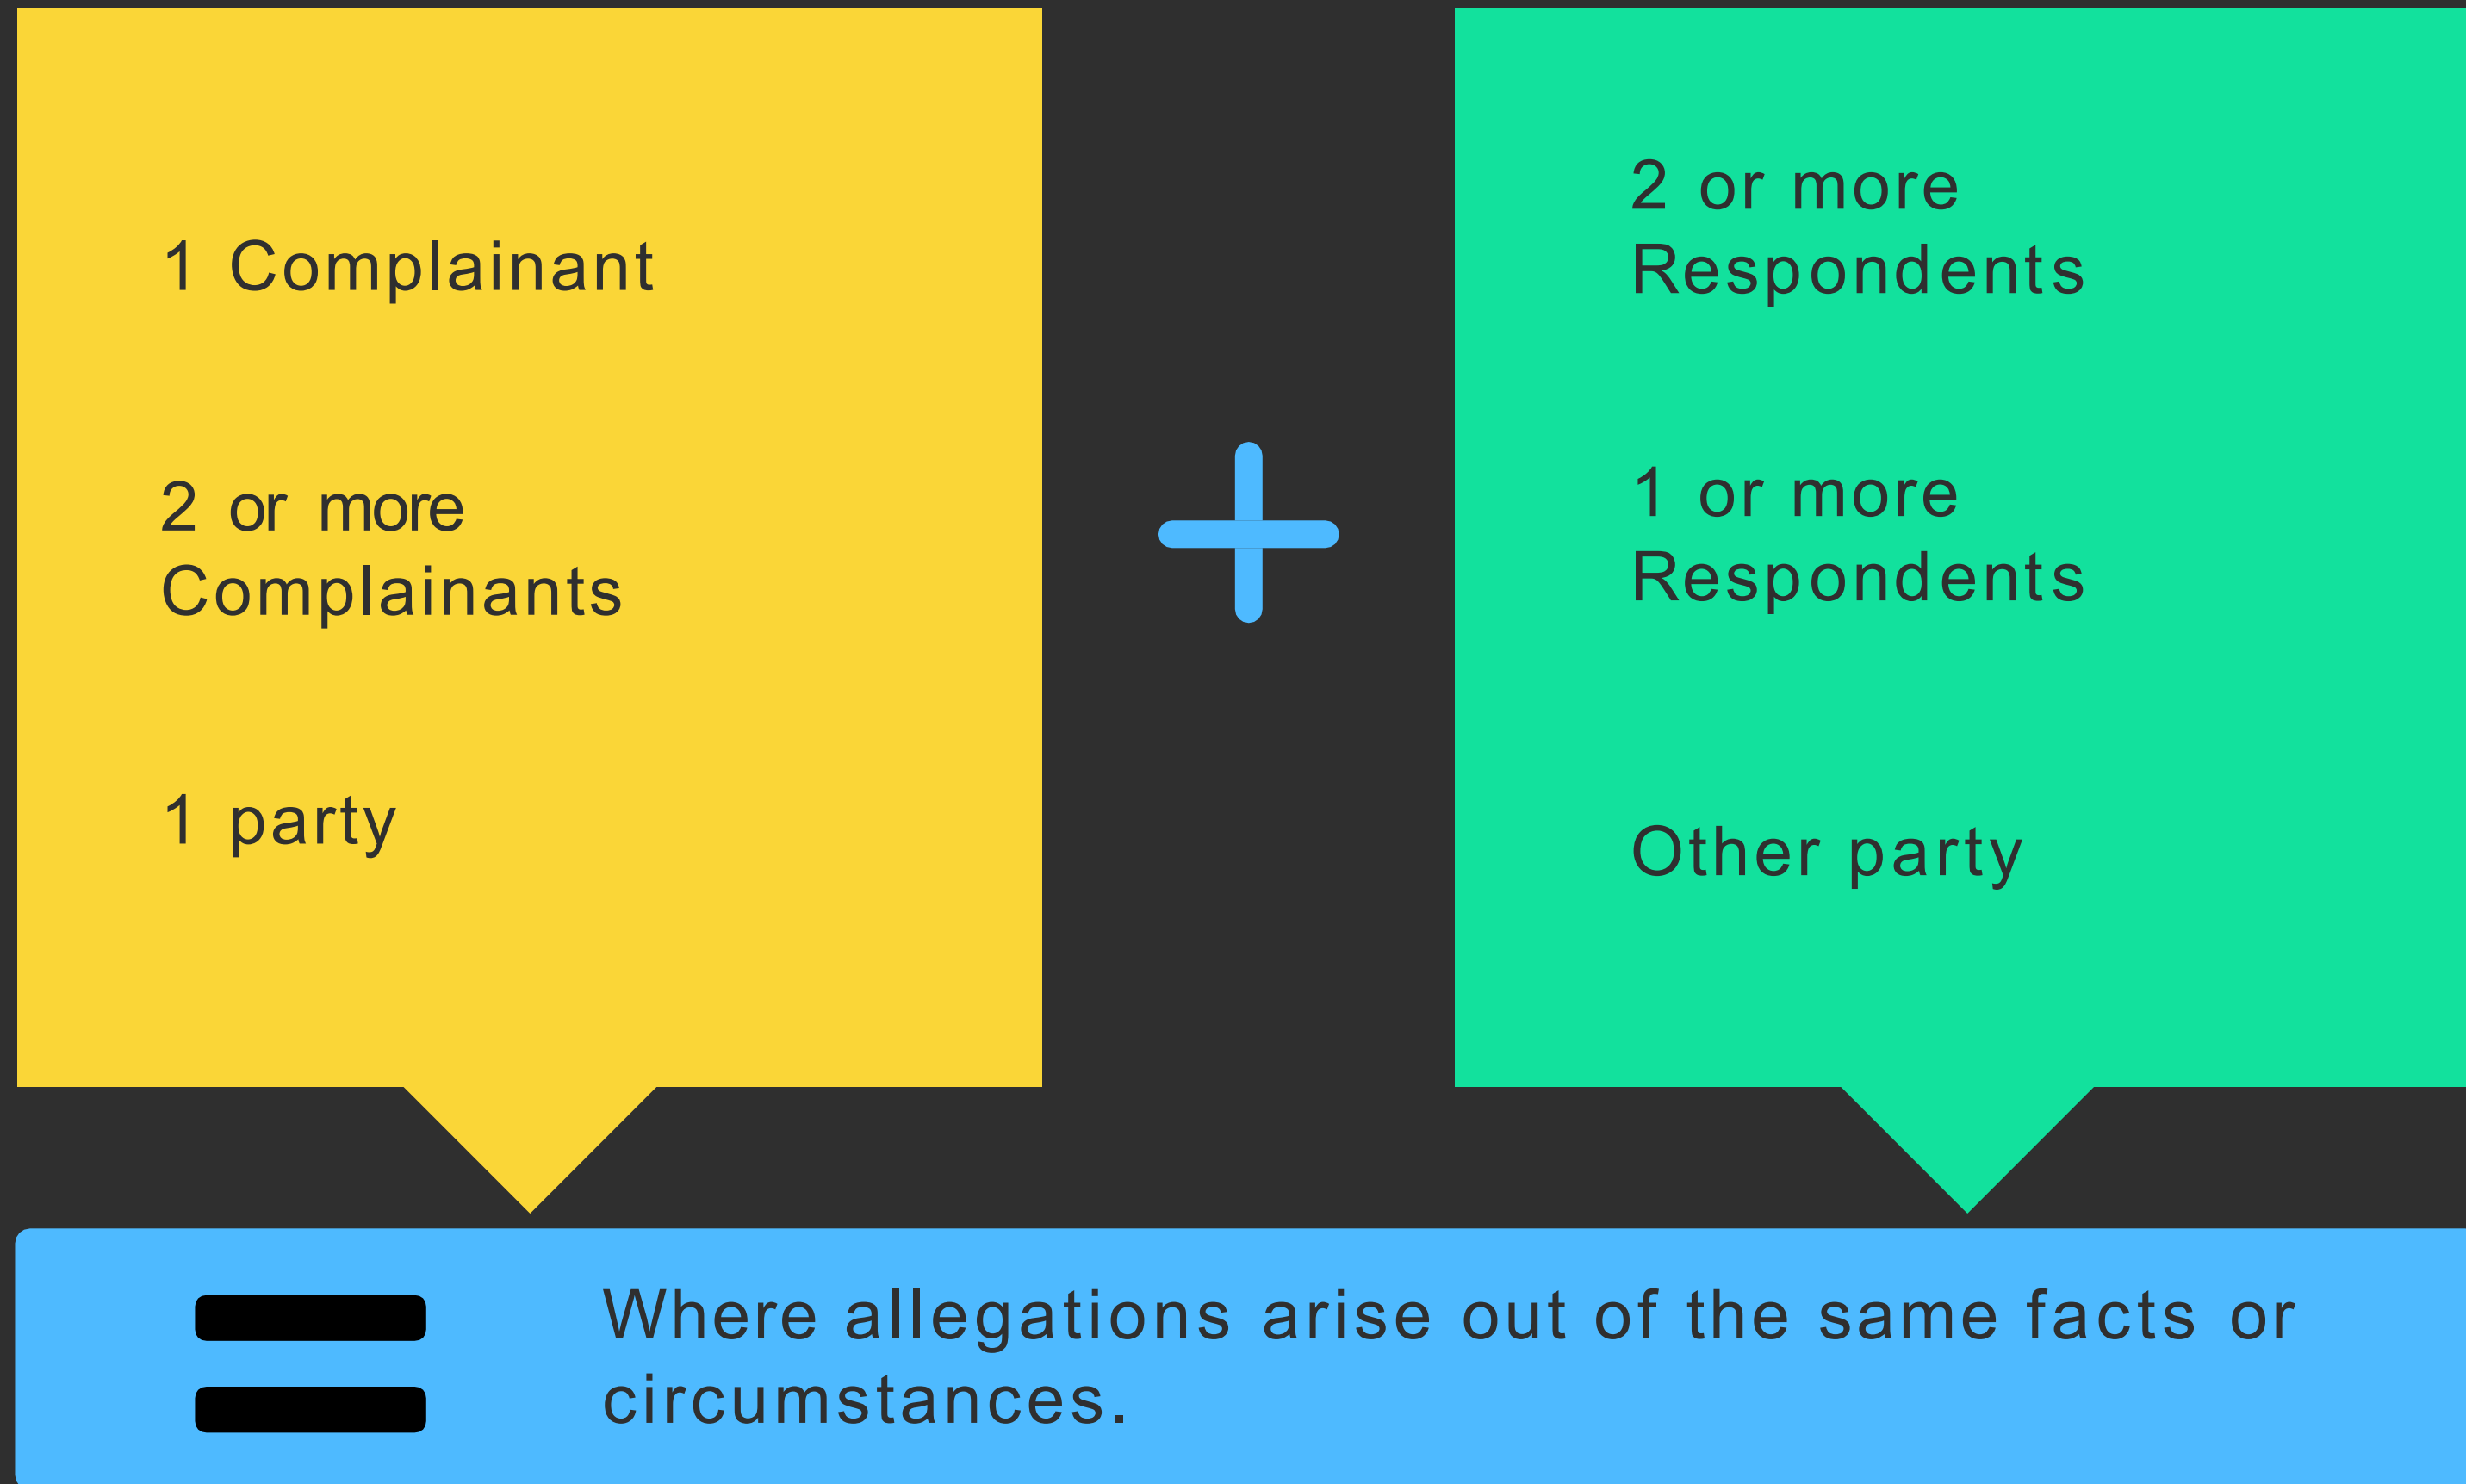 1 Complainant
2 or more
Complainants
1 party
2 or more
Respondents
1 or more
Respondents
Other party
Where allegations arise out of the same facts or
circumstances.